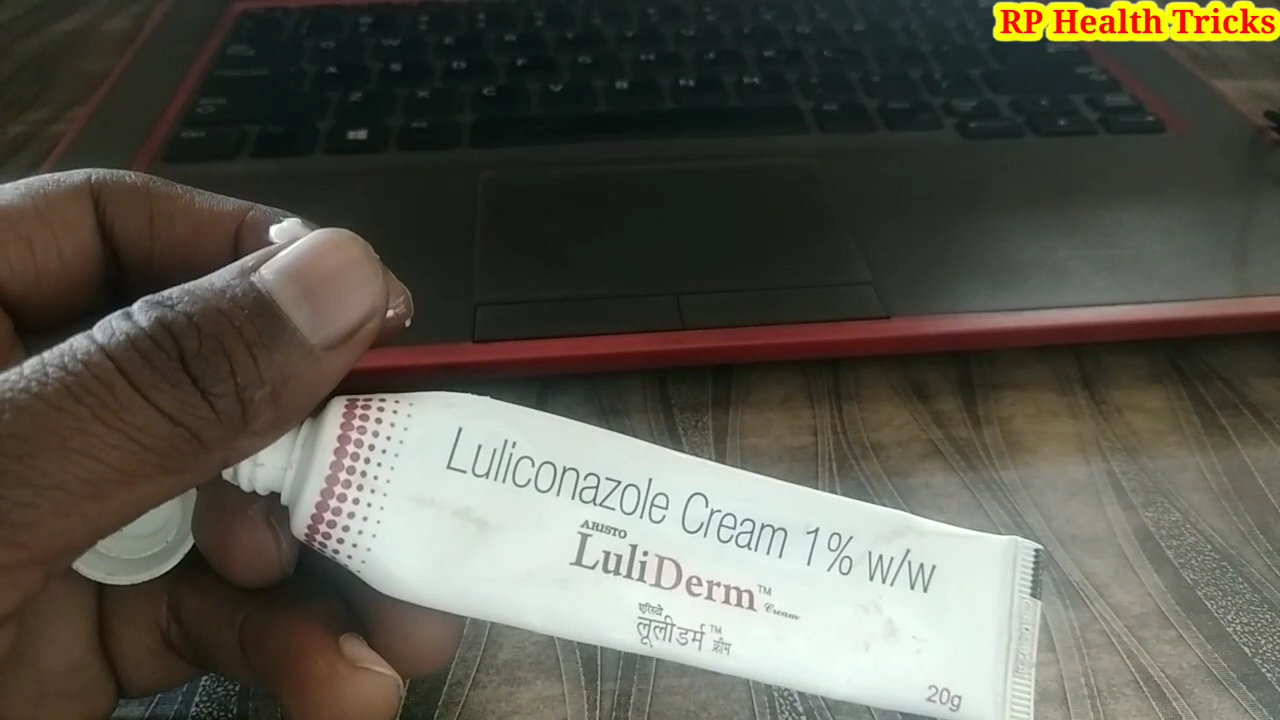 RP Health Tricks
Luliconazole Cream 1% w/w
ARISTO
LuliDerm™ Cream
एरिस्टो
लूलीडर्म™ क्रीम
20g